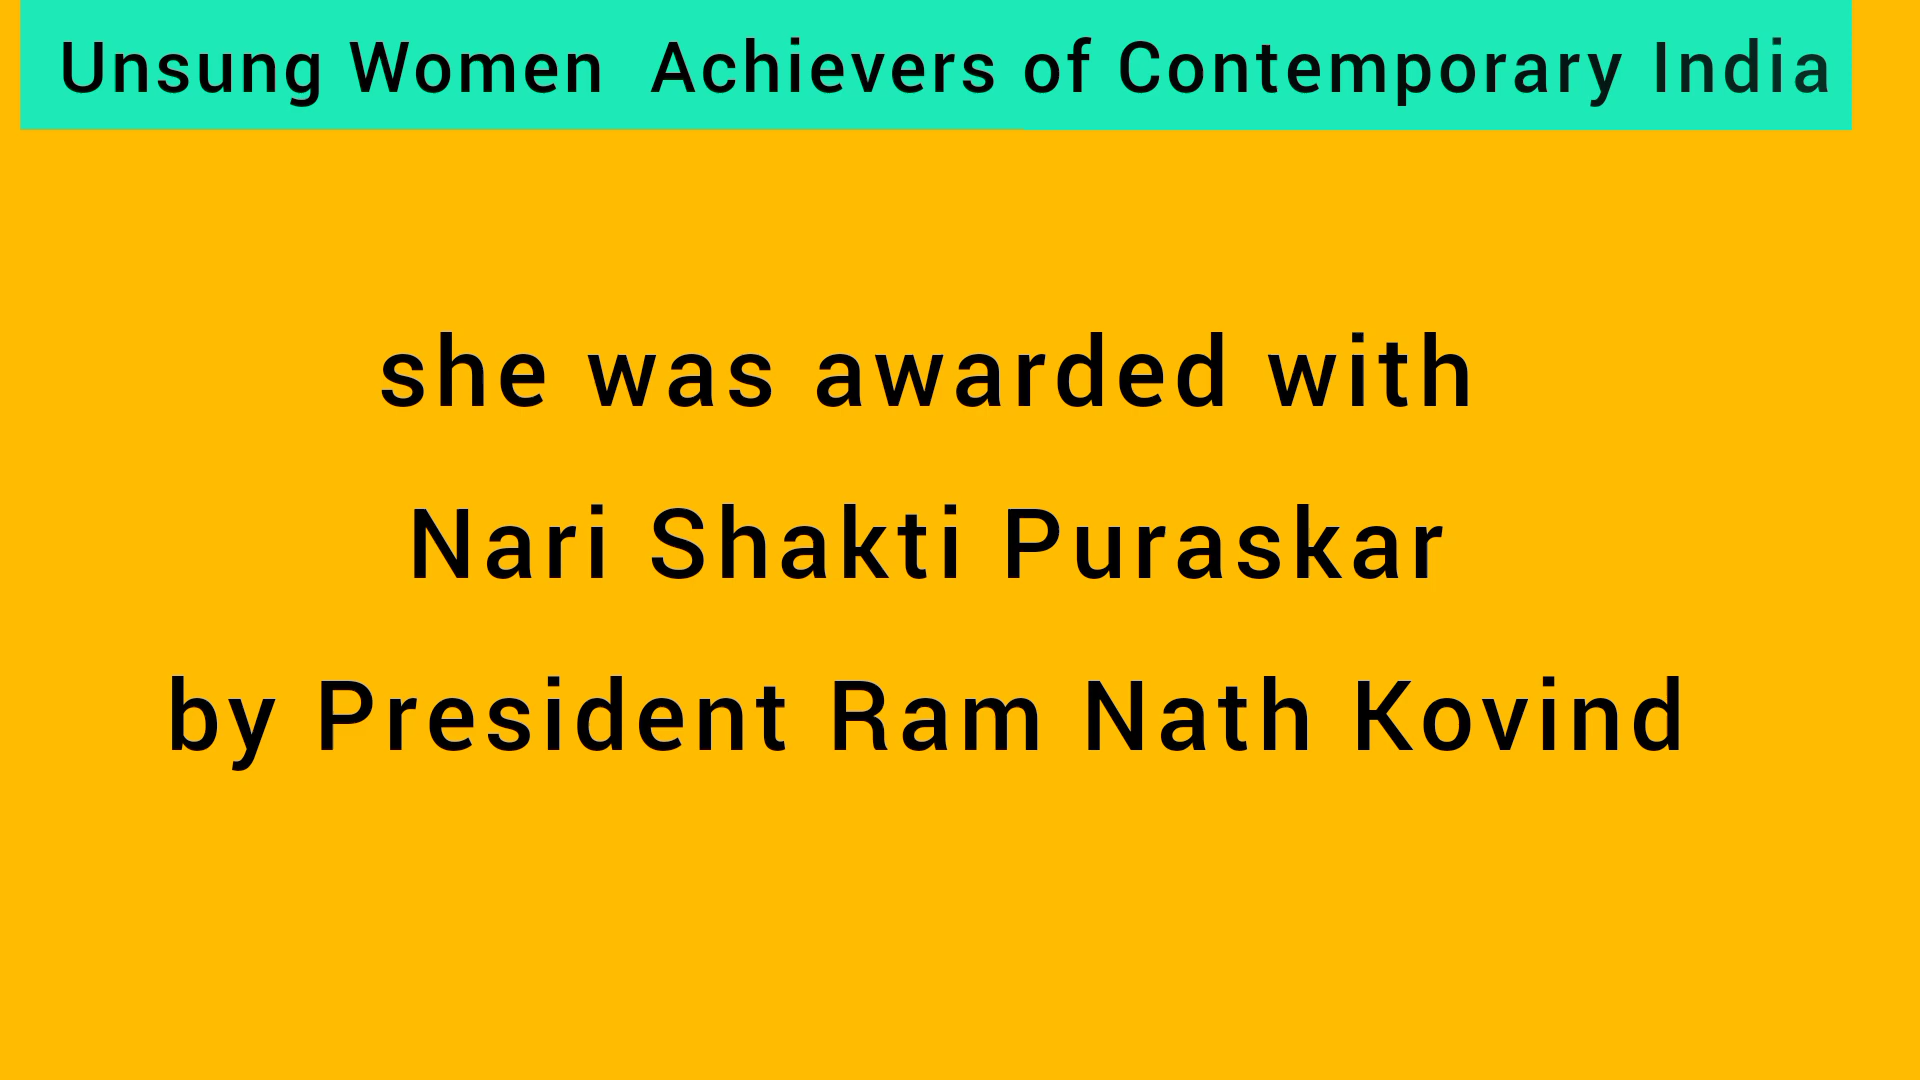 Unsung Women  Achievers of Contemporary India
she was awarded with
Nari Shakti Puraskar
by President Ram Nath Kovind